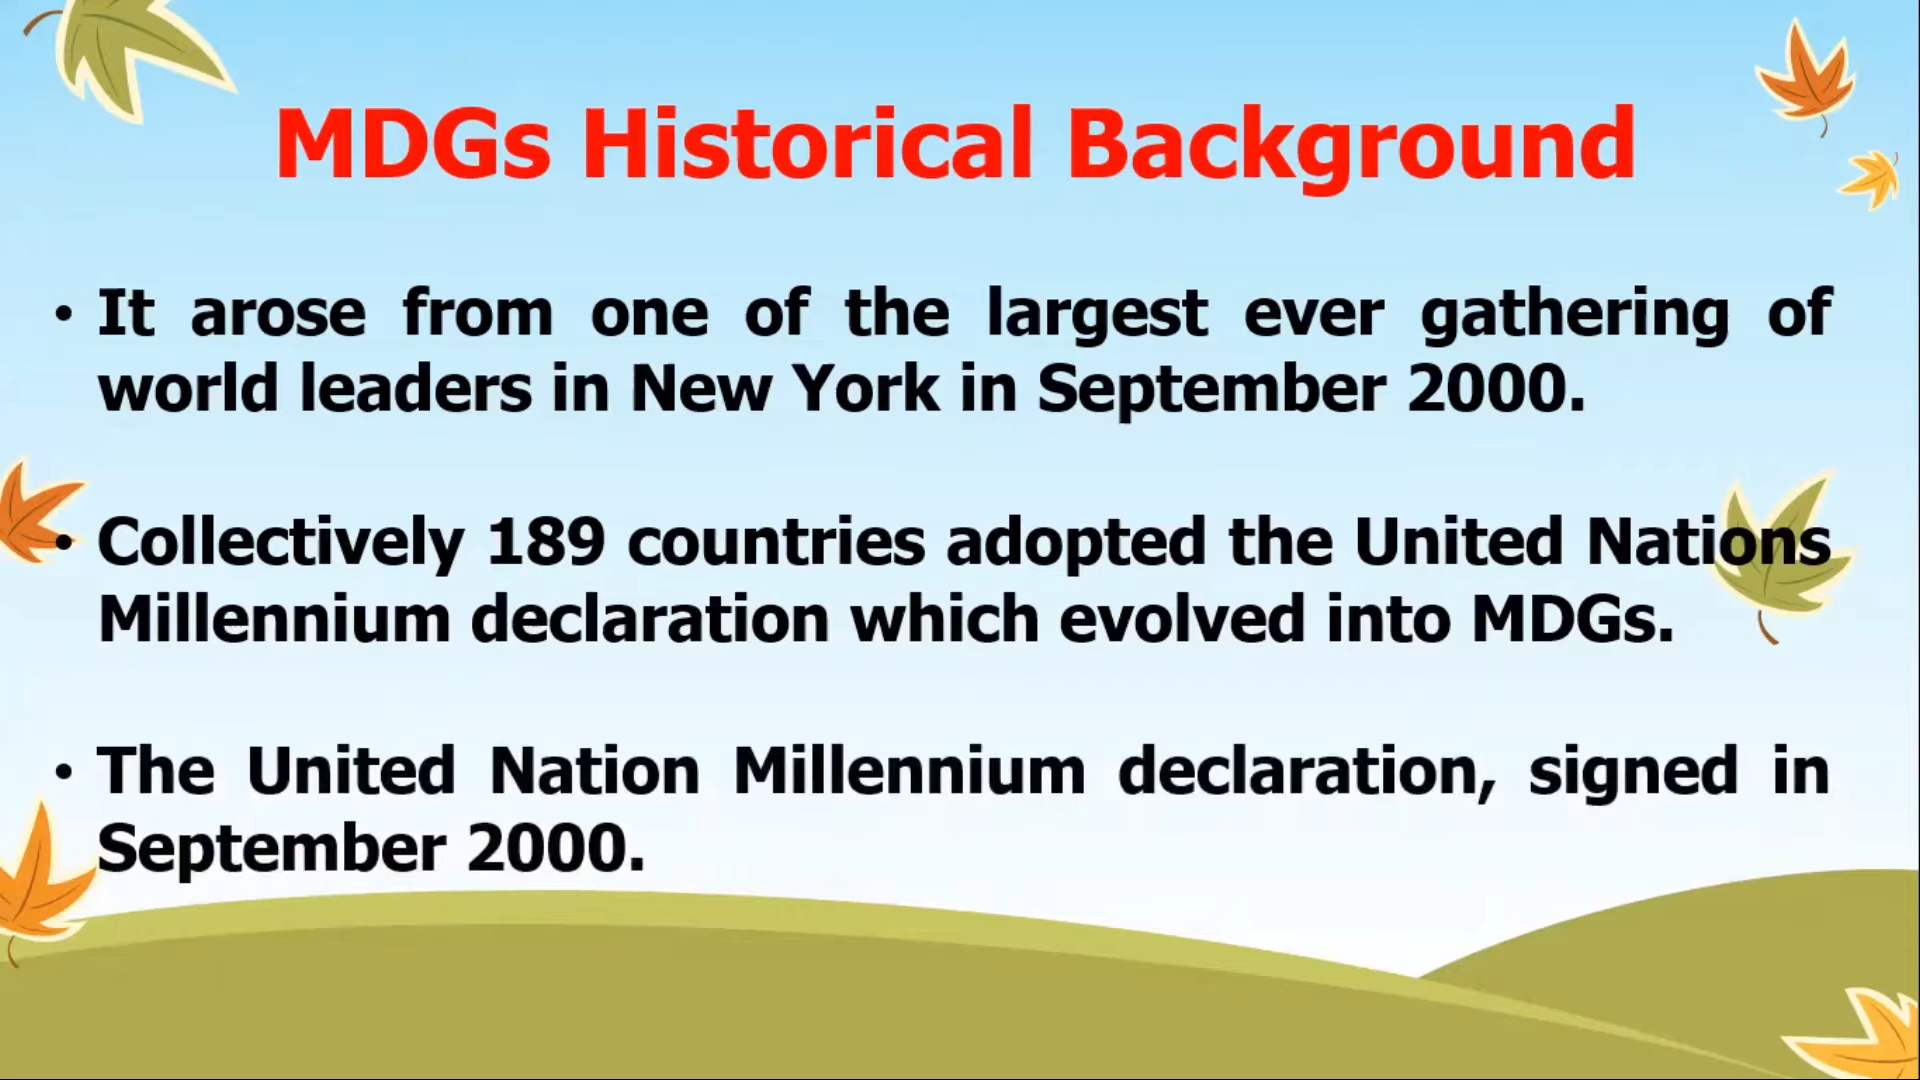 MDGs Historical Background
• It arose from one of the largest ever gathering of
world leaders in New York in September 2000.
• Collectively 189 countries adopted the United Nations
Millennium declaration which evolved into MDGs.
• The United Nation Millennium declaration, signed in
September 2000.